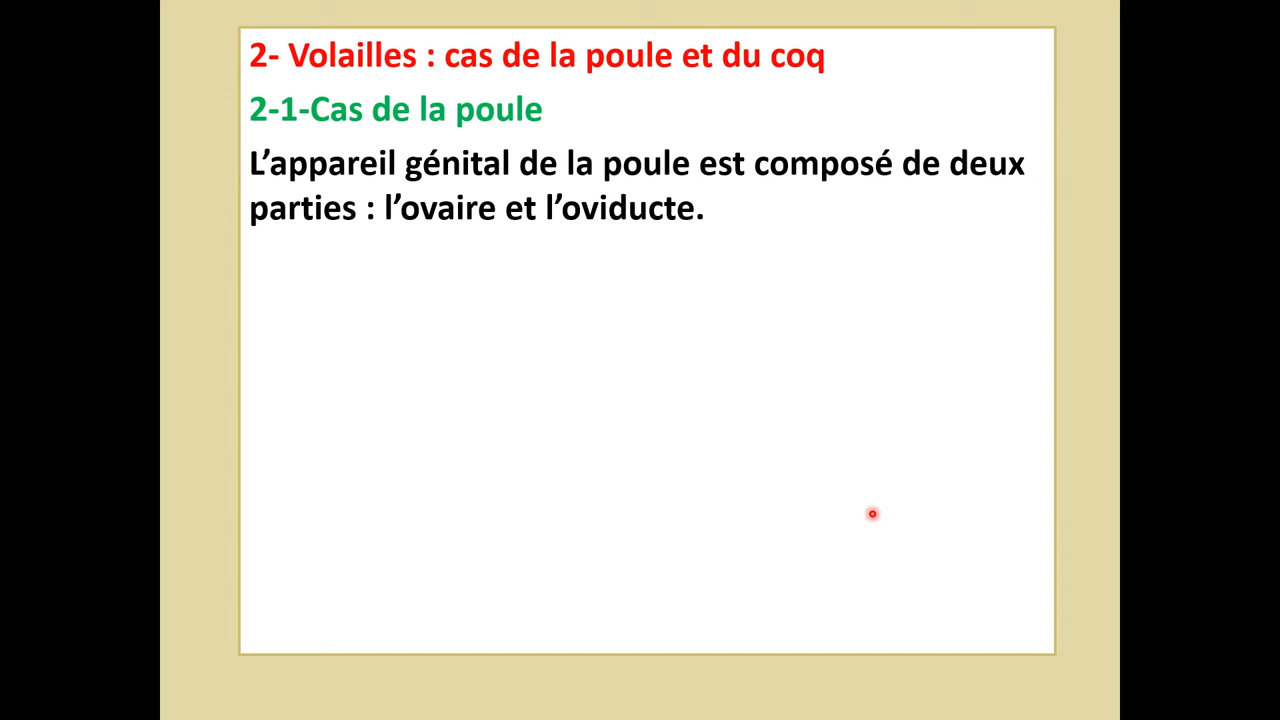 2- Volailles : cas de la poule et du coq
2-1-Cas de la poule
L’appareil génital de la poule est composé de deux
parties : l’ovaire et l’oviducte.